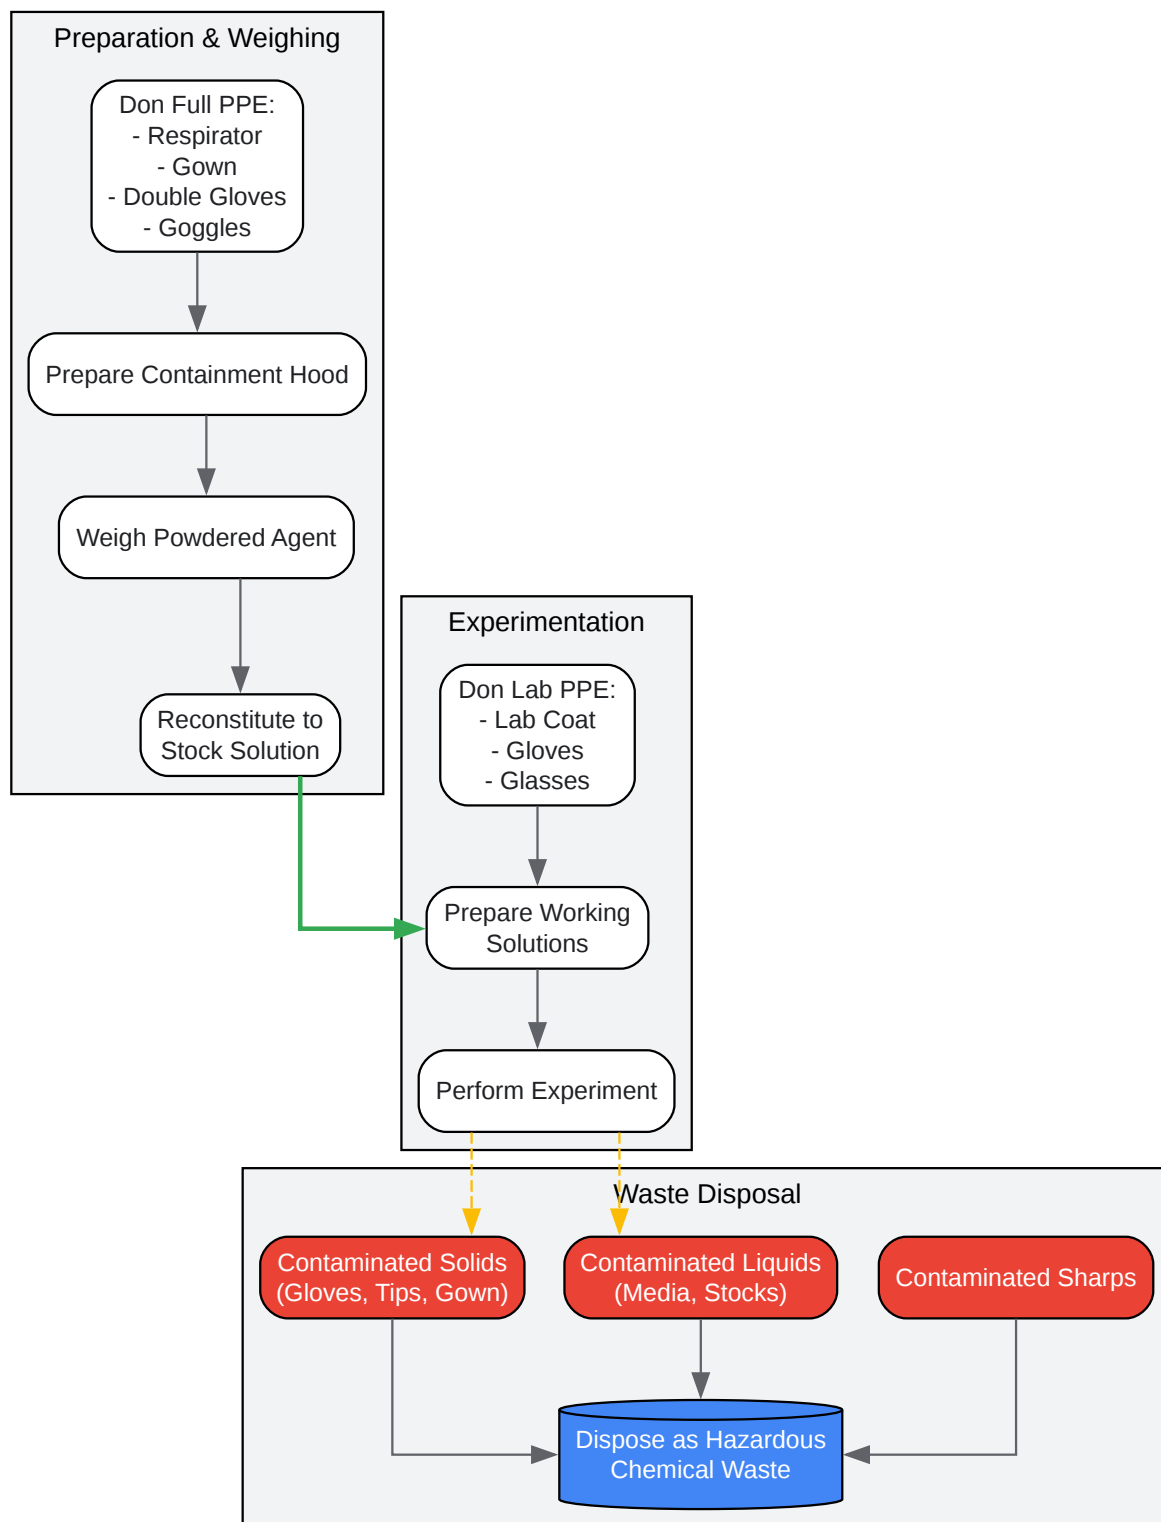 Preparation & Weighing
Don Full PPE:
- Respirator
- Gown
- Double Gloves
- Goggles
Prepare Containment Hood
Weigh Powdered Agent
Reconstitute to
Stock Solution
Experimentation
Don Lab PPE:
- Lab Coat
- Gloves
- Glasses
Prepare Working
Solutions
Perform Experiment
Waste Disposal
Contaminated Solids
(Gloves, Tips, Gown)
Contaminated Liquids
(Media, Stocks)
Contaminated Sharps
Dispose as Hazardous
Chemical Waste